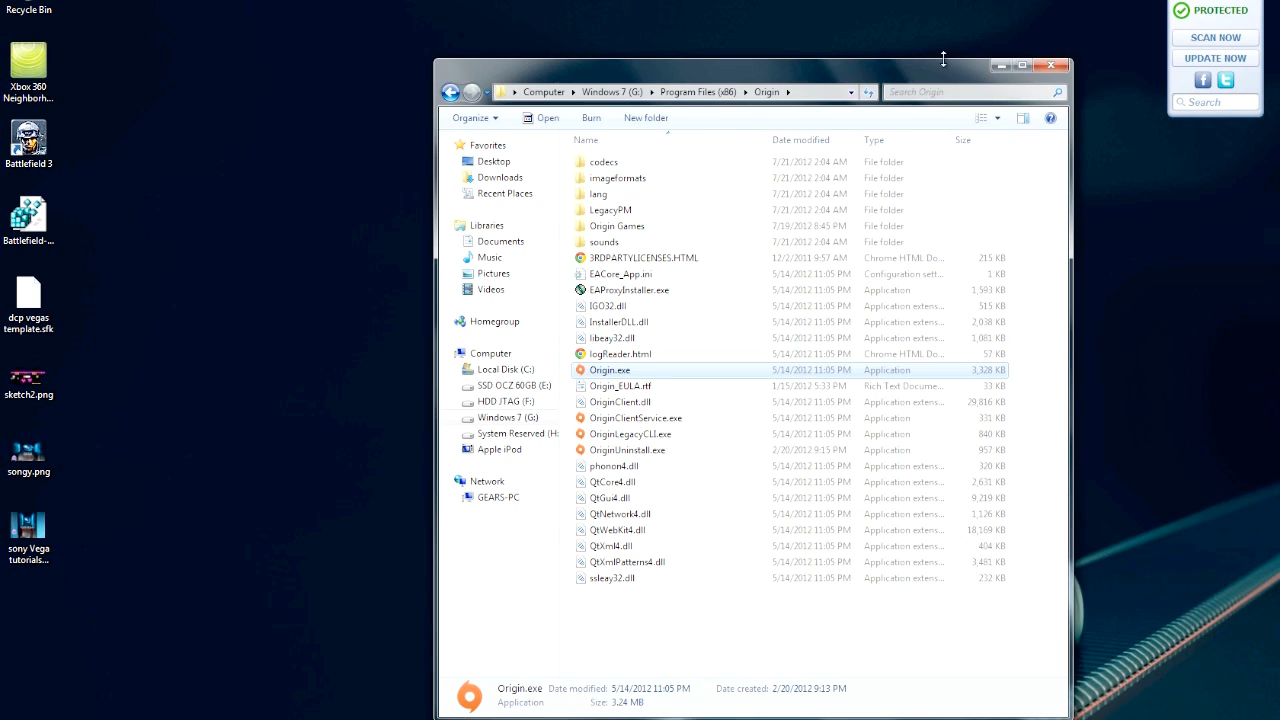 Recycle Bin
Xbox 360
Neighborh...
Battlefield 3
Battlefield-...
dcp vegas
template.sfk
sketch2.png
songy.png
sony Vega
tutorials...
PROTECTED
SCAN NOW
UPDATE NOW
Search
Computer Windows 7 (G:) Program Files (x86) Origin
Search Origin
Organize Open Burn New folder
Favorites
Desktop
Downloads
Recent Places
Libraries
Documents
Music
Pictures
Videos
Homegroup
Computer
Local Disk (C:)
SSD OCZ 60GB (E:)
HDD JTAG (F:)
Windows 7 (G:)
System Reserved (H:
Apple iPod
Network
GEARS-PC
Name Date modified Type Size
codecs 7/21/2012 2:04 AM File folder
imageformats 7/21/2012 2:04 AM File folder
lang 7/21/2012 2:04 AM File folder
LegacyPM 7/21/2012 2:04 AM File folder
Origin Games 7/19/2012 8:45 PM File folder
sounds 7/21/2012 2:04 AM File folder
3RDPARTYLICENSES.HTML 12/2/2011 9:57 AM Chrome HTML Do... 215 KB
EACore_App.ini 5/14/2012 11:05 PM Configuration sett... 1 KB
EAProxyInstaller.exe 5/14/2012 11:05 PM Application 1,593 KB
IGO32.dll 5/14/2012 11:05 PM Application extens... 515 KB
InstallerDLL.dll 5/14/2012 11:05 PM Application extens... 2,038 KB
libeay32.dll 5/14/2012 11:05 PM Application extens... 1,081 KB
logReader.html 5/14/2012 11:05 PM Chrome HTML Do... 57 KB
Origin.exe 5/14/2012 11:05 PM Application 3,328 KB
Origin_EULA.rtf 1/15/2012 5:33 PM Rich Text Docume... 33 KB
OriginClient.dll 5/14/2012 11:05 PM Application extens... 29,816 KB
OriginClientService.exe 5/14/2012 11:05 PM Application 331 KB
OriginLegacyCLI.exe 5/14/2012 11:05 PM Application 840 KB
OriginUninstall.exe 2/20/2012 9:15 PM Application 957 KB
phonon4.dll 5/14/2012 11:05 PM Application extens... 320 KB
QtCore4.dll 5/14/2012 11:05 PM Application extens... 2,631 KB
QtGui4.dll 5/14/2012 11:05 PM Application extens... 9,219 KB
QtNetwork4.dll 5/14/2012 11:05 PM Application extens... 1,126 KB
QtWebKit4.dll 5/14/2012 11:05 PM Application extens... 18,169 KB
QtXml4.dll 5/14/2012 11:05 PM Application extens... 404 KB
QtXmlPatterns4.dll 5/14/2012 11:05 PM Application extens... 3,481 KB
ssleay32.dll 5/14/2012 11:05 PM Application extens... 232 KB
Origin.exe Date modified: 5/14/2012 11:05 PM Date created: 2/20/2012 9:13 PM
Application Size: 3.24 MB